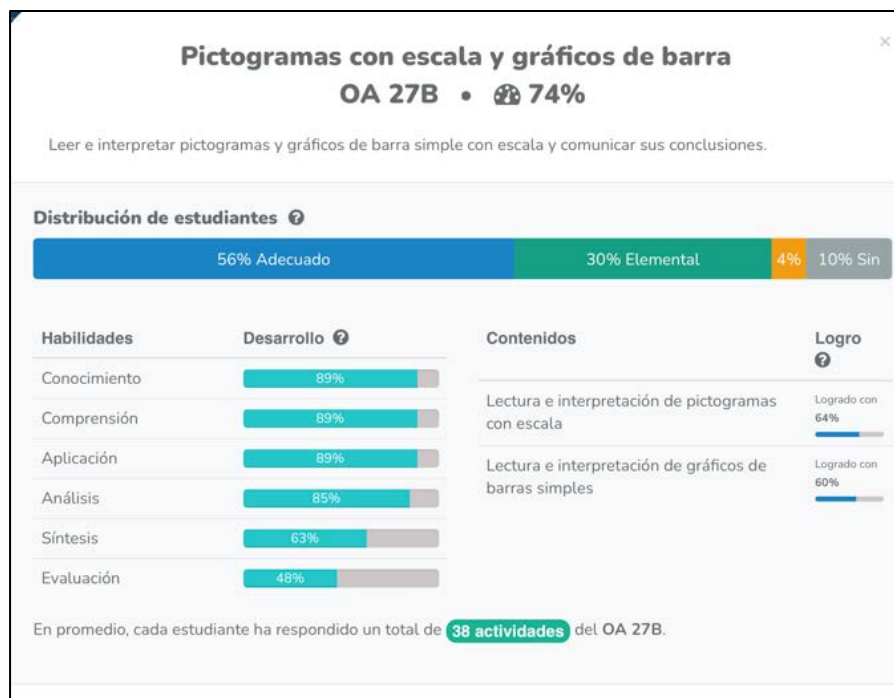 Pictogramas con escala y gráficos de barra
OA 27B • 74%
Leer e interpretar pictogramas y gráficos de barra simple con escala y comunicar sus conclusiones.
Distribución de estudiantes
56% Adecuado
30% Elemental
4%
10% Sin
Habilidades
Desarrollo
Conocimiento
89%
Comprensión
89%
Aplicación
89%
Análisis
85%
Síntesis
63%
Evaluación
48%
Contenidos
Logro
Lectura e interpretación de pictogramas
con escala
Logrado con
64%
Lectura e interpretación de gráficos de
barras simples
Logrado con
60%
En promedio, cada estudiante ha respondido un total de 38 actividades del OA 27B.